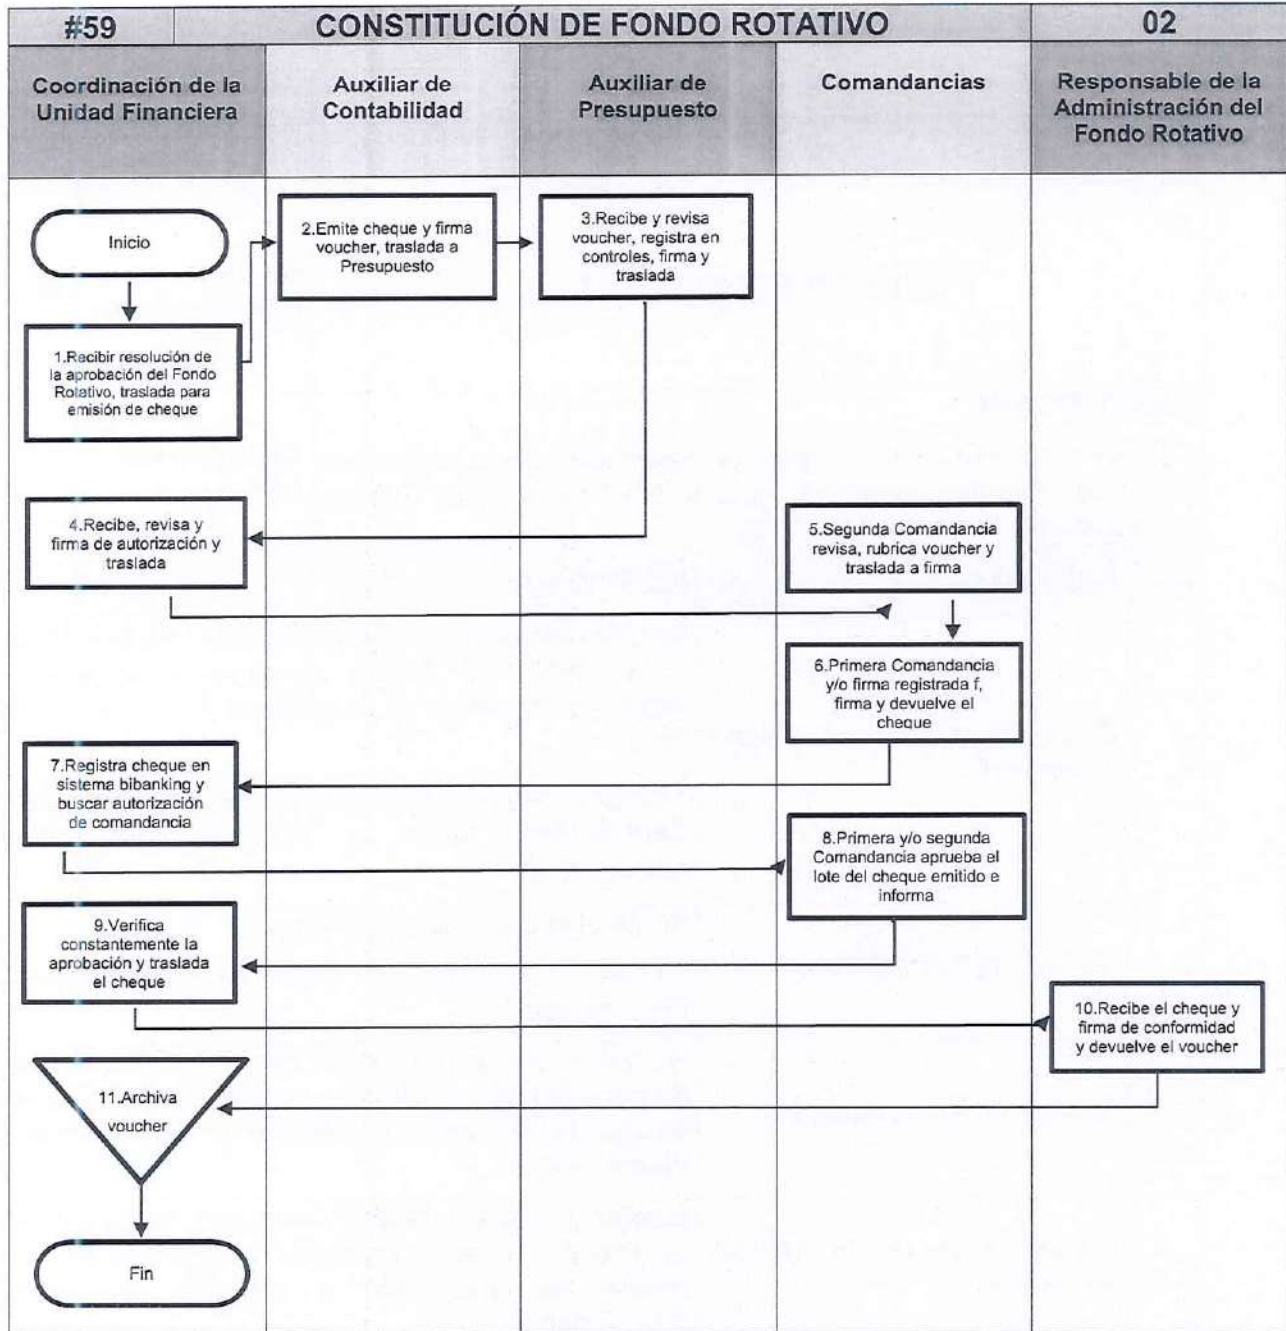 #59 CONSTITUCIÓN DE FONDO ROTATIVO 02
Coordinación de la
Unidad Financiera
Auxiliar de
Contabilidad
Auxiliar de
Presupuesto
Comandancias
Responsable de la
Administración del
Fondo Rotativo
Inicio
1.Recibir resolución de
la aprobación del Fondo
Rotativo, traslada para
emisión de cheque
2.Emite cheque y firma
voucher, traslada a
Presupuesto
3.Recibe y revisa
voucher, registra en
controles, firma y
traslada
4.Recibe, revisa y
firma de autorización y
traslada
5.Segunda Comandancia
revisa, rubrica voucher y
traslada a firma
6.Primera Comandancia
y/o firma registrada f,
firma y devuelve el
cheque
7.Registra cheque en
sistema bibanking y
buscar autorización
de comandancia
8.Primera y/o segunda
Comandancia aprueba el
lote del cheque emitido e
informa
9.Verifica
constantemente la
aprobación y traslada
el cheque
10.Recibe el cheque y
firma de conformidad
y devuelve el voucher
11.Archiva
voucher
Fin